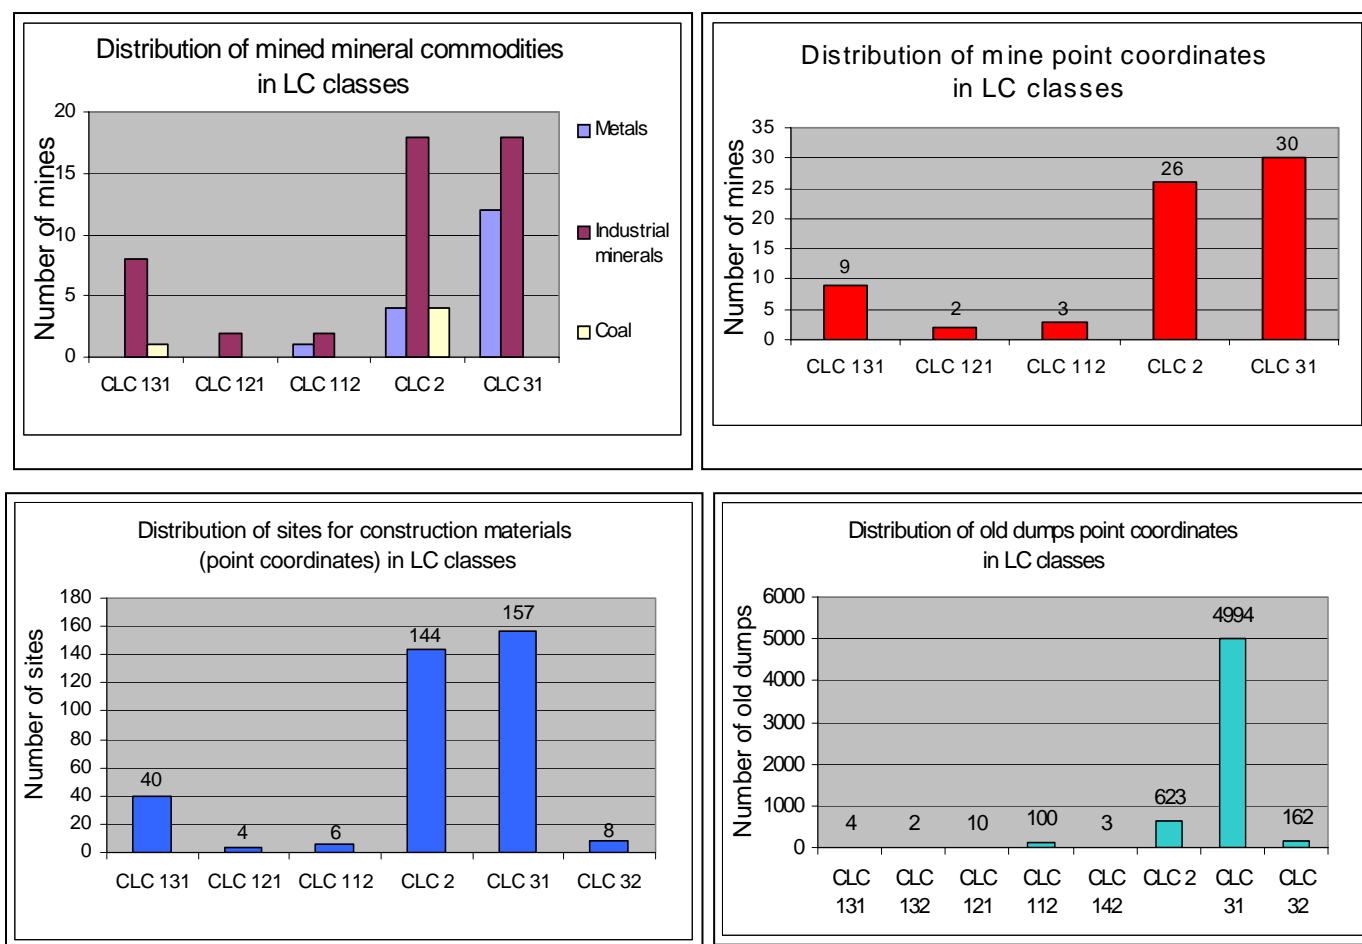 Distribution of mined mineral commodities
in LC classes
Number of mines
20
15
10
5
0
CLC 131 CLC 121 CLC 112 CLC 2 CLC 31
Metals
Industrial
minerals
Coal
Distribution of mine point coordinates
in LC classes
Number of mines
35
30
25
20
15
10
5
0
9 2 3 26 30
CLC 131 CLC 121 CLC 112 CLC 2 CLC 31
Distribution of sites for construction materials
(point coordinates) in LC classes
Number of sites
180
160
140
120
100
80
60
40
20
0
40 4 6 144 157 8
CLC 131 CLC 121 CLC 112 CLC 2 CLC 31 CLC 32
Distribution of old dumps point coordinates
in LC classes
Number of old dumps
6000
5000
4000
3000
2000
1000
0
4 2 10 100 3 623 4994 162
CLC CLC CLC CLC CLC CLC 2 CLC CLC
131 132 121 112 142 31 32